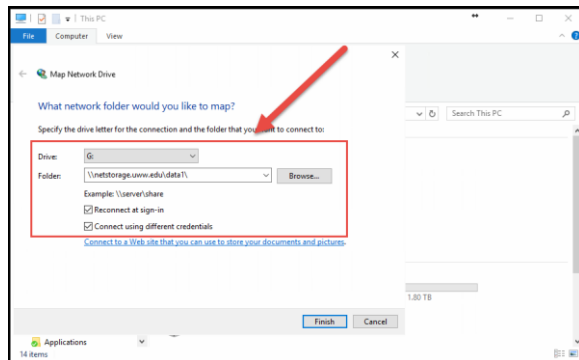 This PC
File Computer View
Map Network Drive
What network folder would you like to map?
Specify the drive letter for the connection and the folder that you want to connect to:
Drive: G:
Folder: \\netstorage.uww.edu\data1\ Browse...
Example: \\server\share
Reconnect at sign-in
Connect using different credentials
Connect to a Web site that you can use to store your documents and pictures.
Search This PC
1.80 TB
Finish Cancel
Applications
14 items